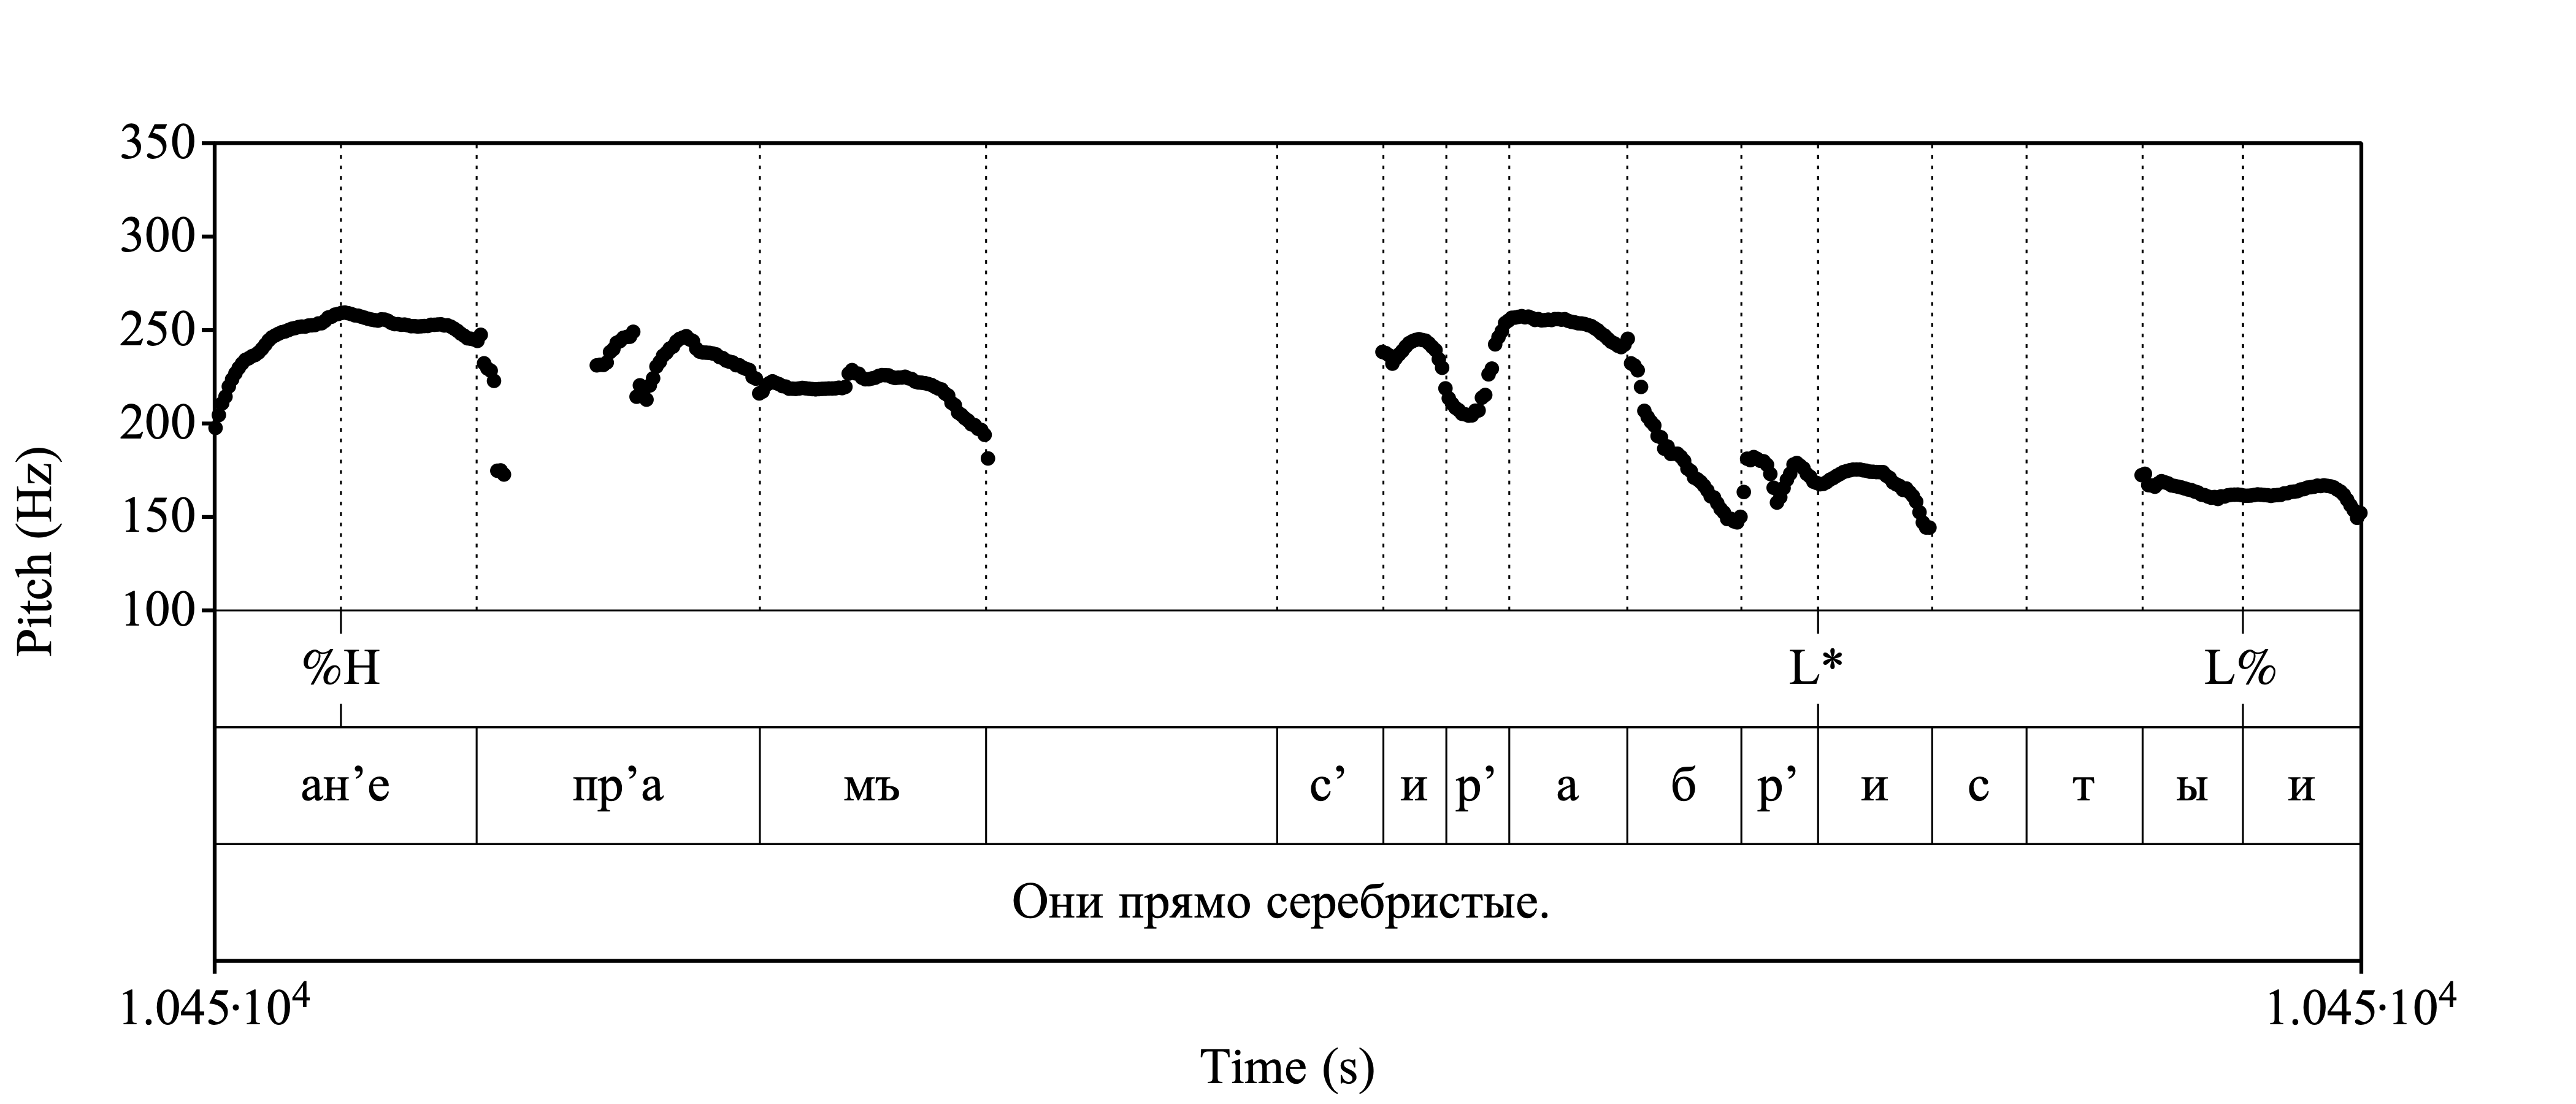 350
300
250
200
150
100
Pitch (Hz)
%H L* L%
ан’е пр’а мъ с’ и р’ а б р’ и с т ы и
Они прямо серебристые.
1.045·10⁴ 1.045·10⁴
Time (s)